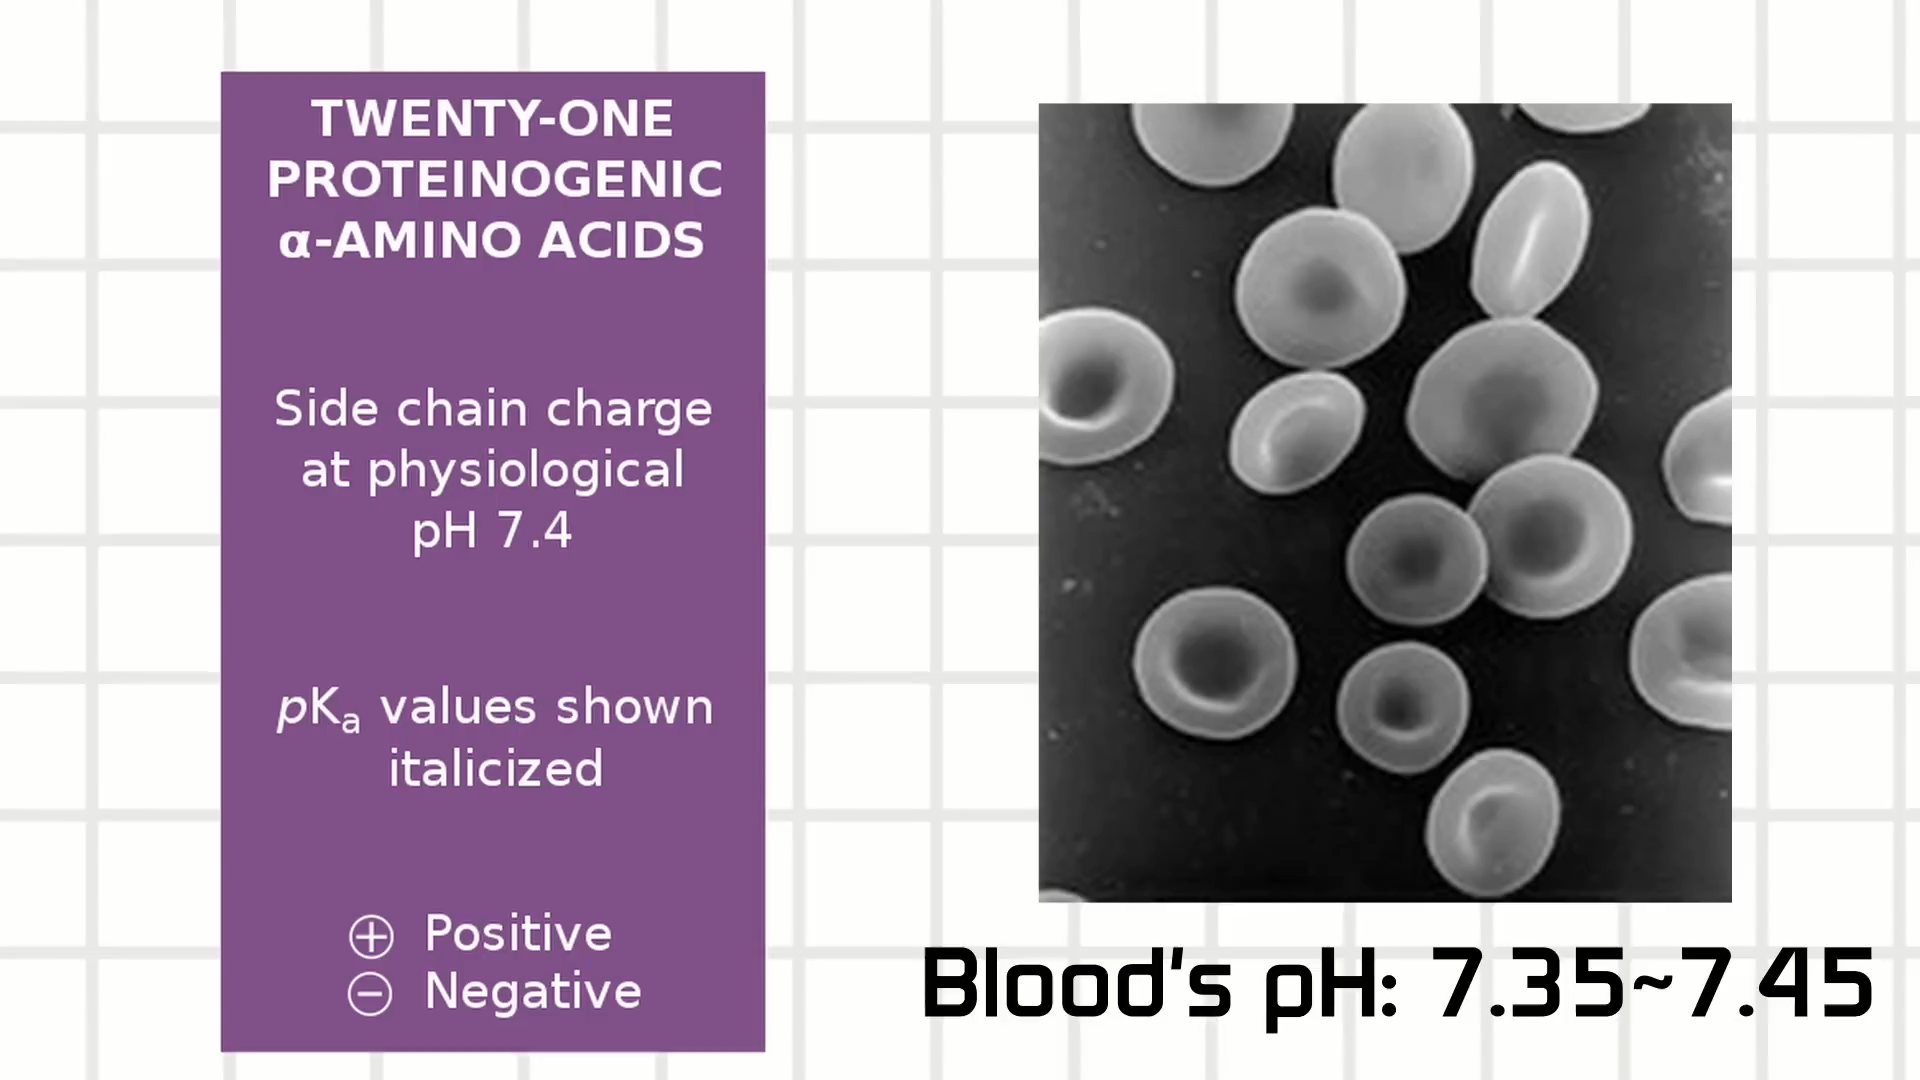 TWENTY-ONE
PROTEINOGENIC
α-AMINO ACIDS
Side chain charge
at physiological
pH 7.4
pKa values shown
italicized
⊕ Positive
⊖ Negative
Blood's pH: 7.35~7.45